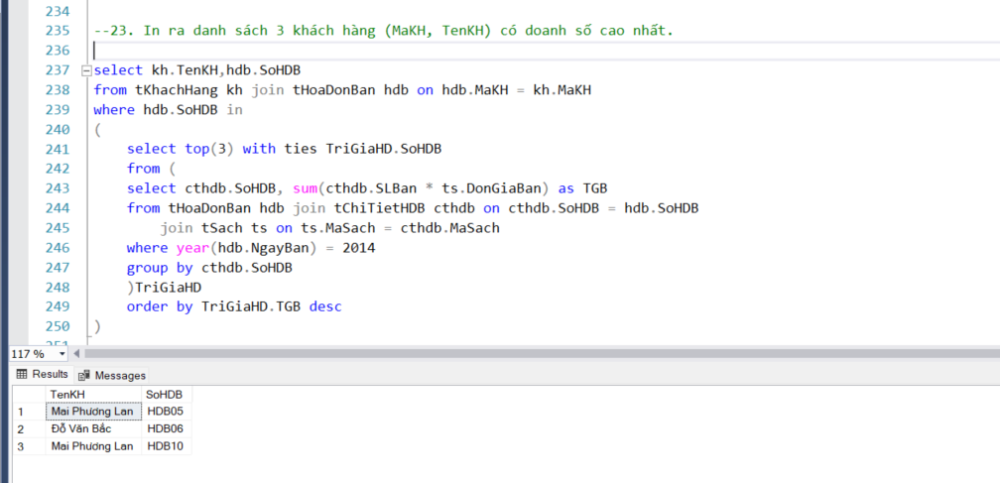 234
235 --23. In ra danh sách 3 khách hàng (MaKH, TenKH) có doanh số cao nhất.
236
237 select kh.TenKH,hdb.SoHDB
238 from tKhachHang kh join tHoaDonBan hdb on hdb.MaKH = kh.MaKH
239 where hdb.SoHDB in
240 (
241 select top(3) with ties TriGiaHD.SoHDB
242 from (
243 select cthdb.SoHDB, sum(cthdb.SLBan * ts.DonGiaBan) as TGB
244 from tHoaDonBan hdb join tChiTietHDB cthdb on cthdb.SoHDB = hdb.SoHDB
245 join tSach ts on ts.MaSach = cthdb.MaSach
246 where year(hdb.NgayBan) = 2014
247 group by cthdb.SoHDB
248 )TriGiaHD
249 order by TriGiaHD.TGB desc
250 )
251
117 %
Results Messages
TenKH SoHDB
1 Mai Phương Lan HDB05
2 Đỗ Văn Bắc HDB06
3 Mai Phương Lan HDB10